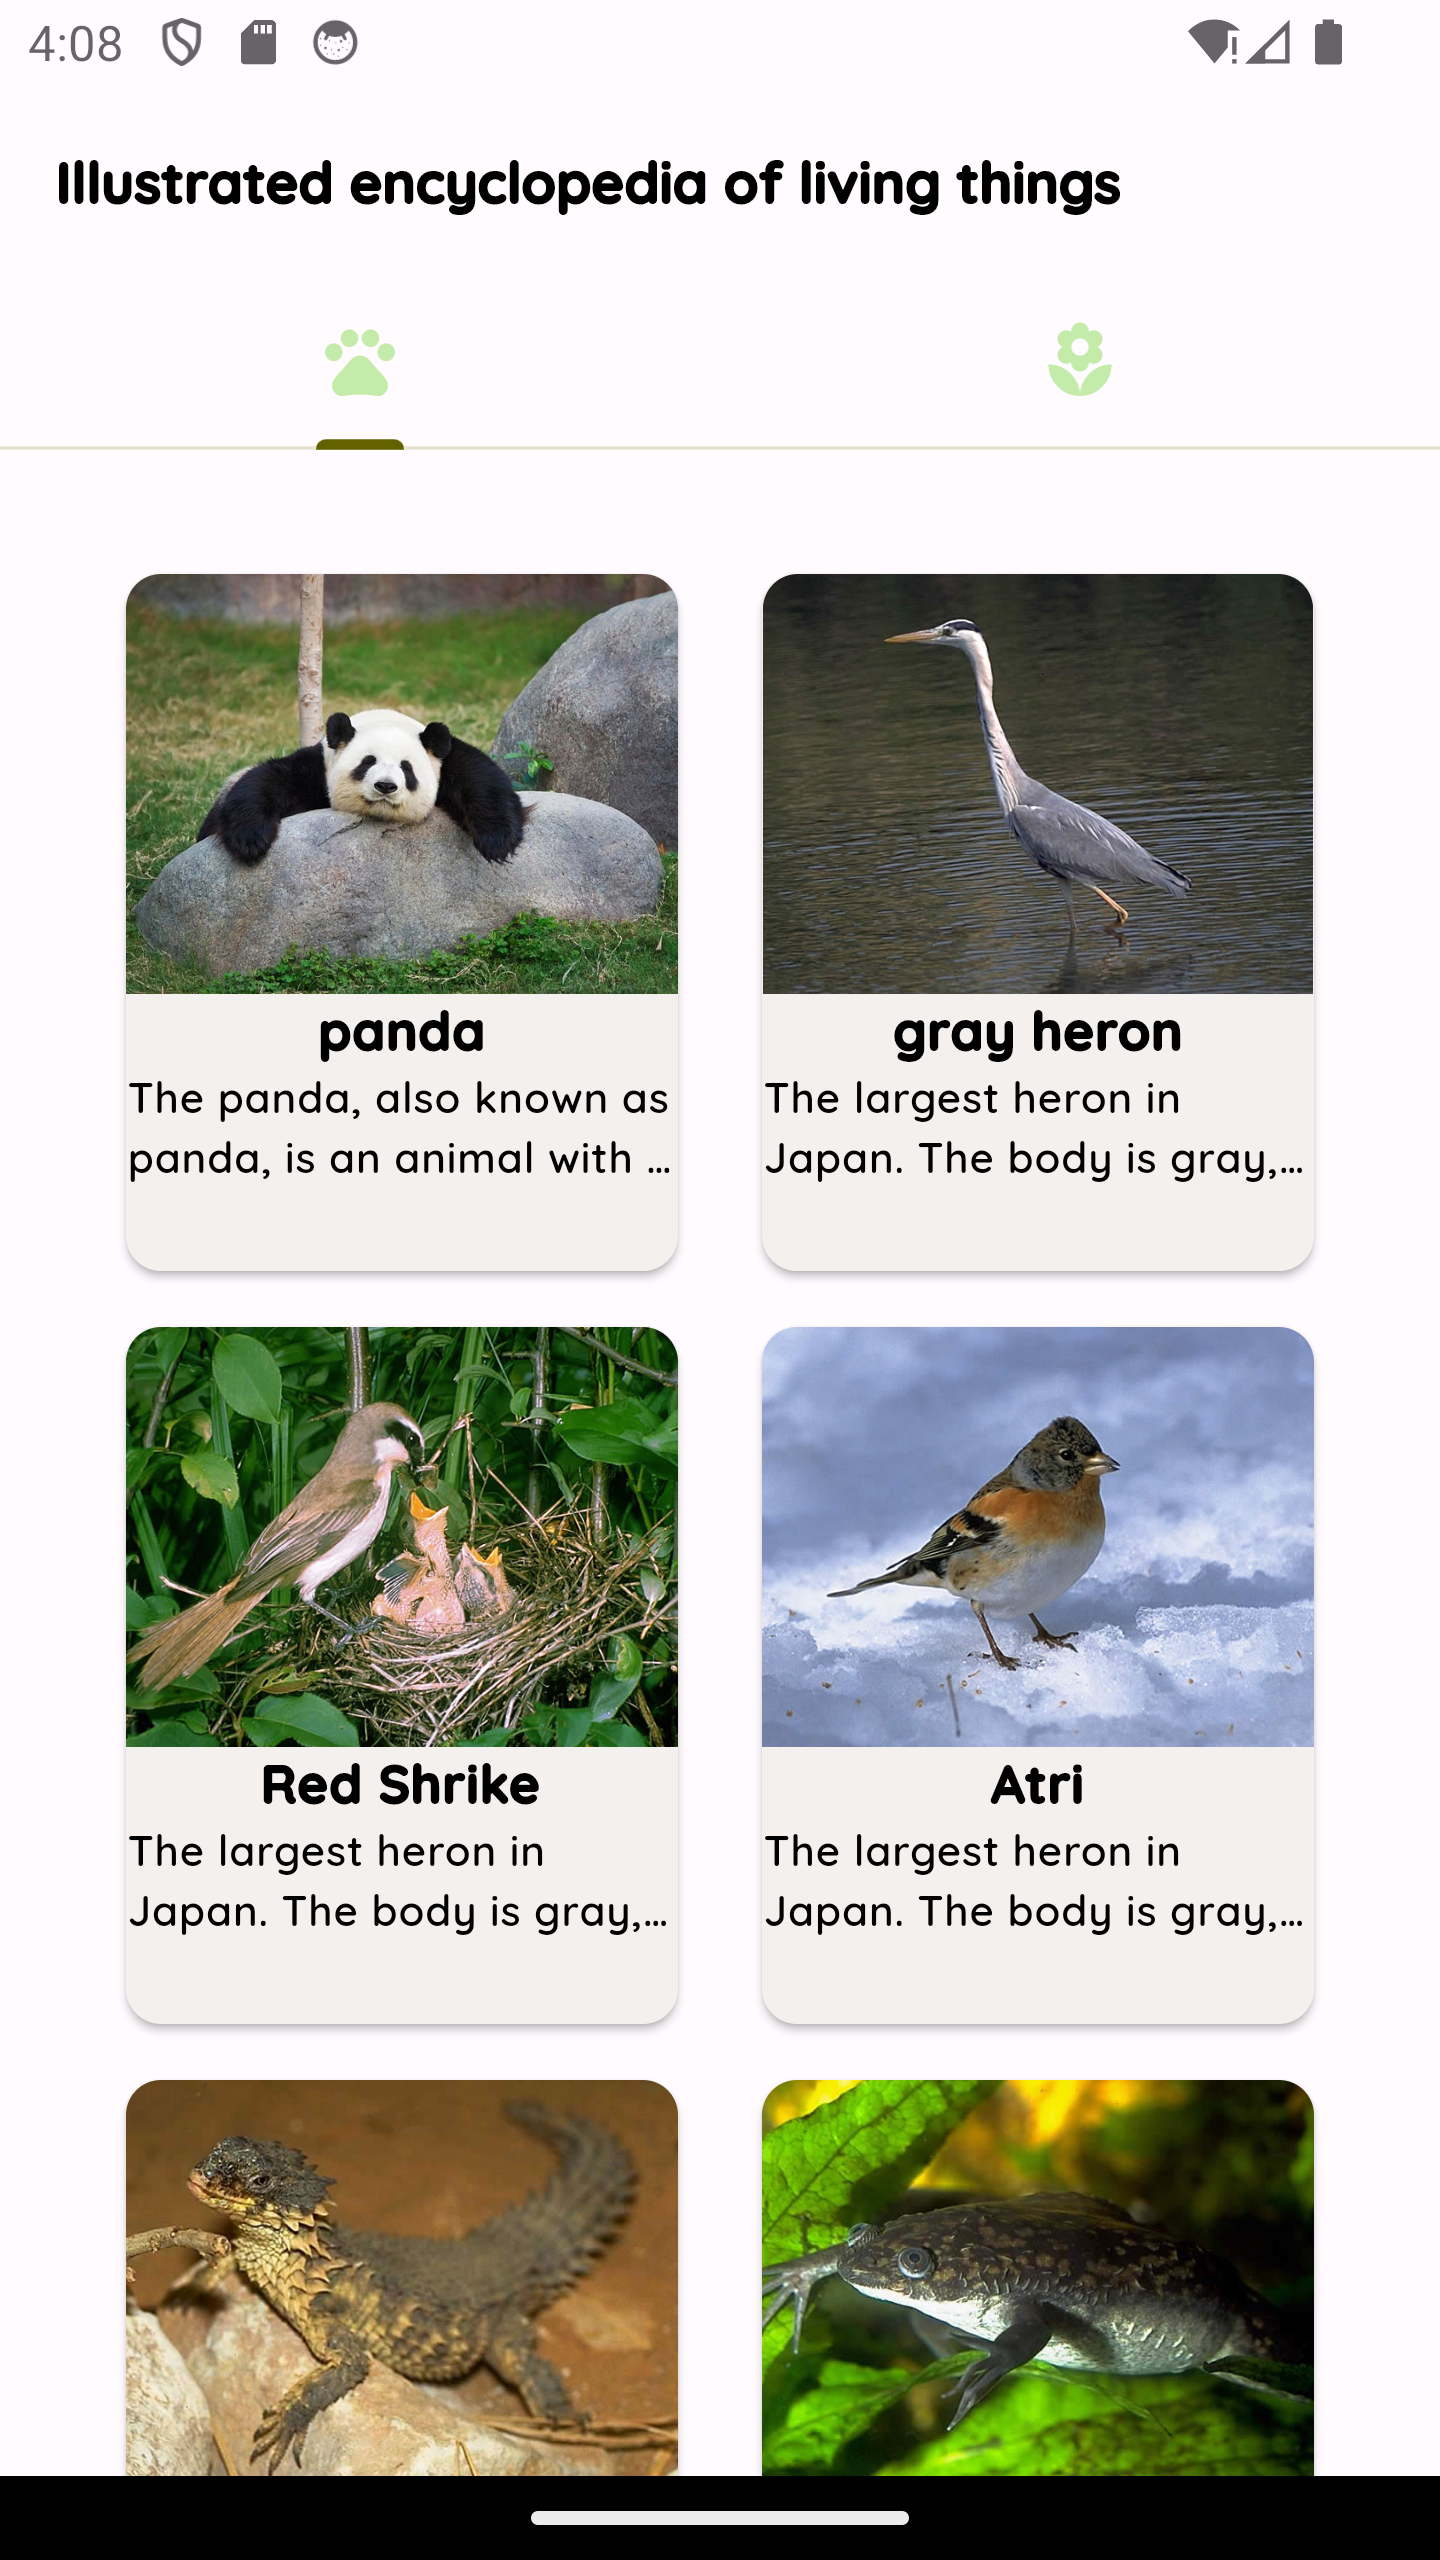 4:08
Illustrated encyclopedia of living things
panda
The panda, also known as
panda, is an animal with ...
gray heron
The largest heron in
Japan. The body is gray,...
Red Shrike
The largest heron in
Japan. The body is gray,...
Atri
The largest heron in
Japan. The body is gray,...